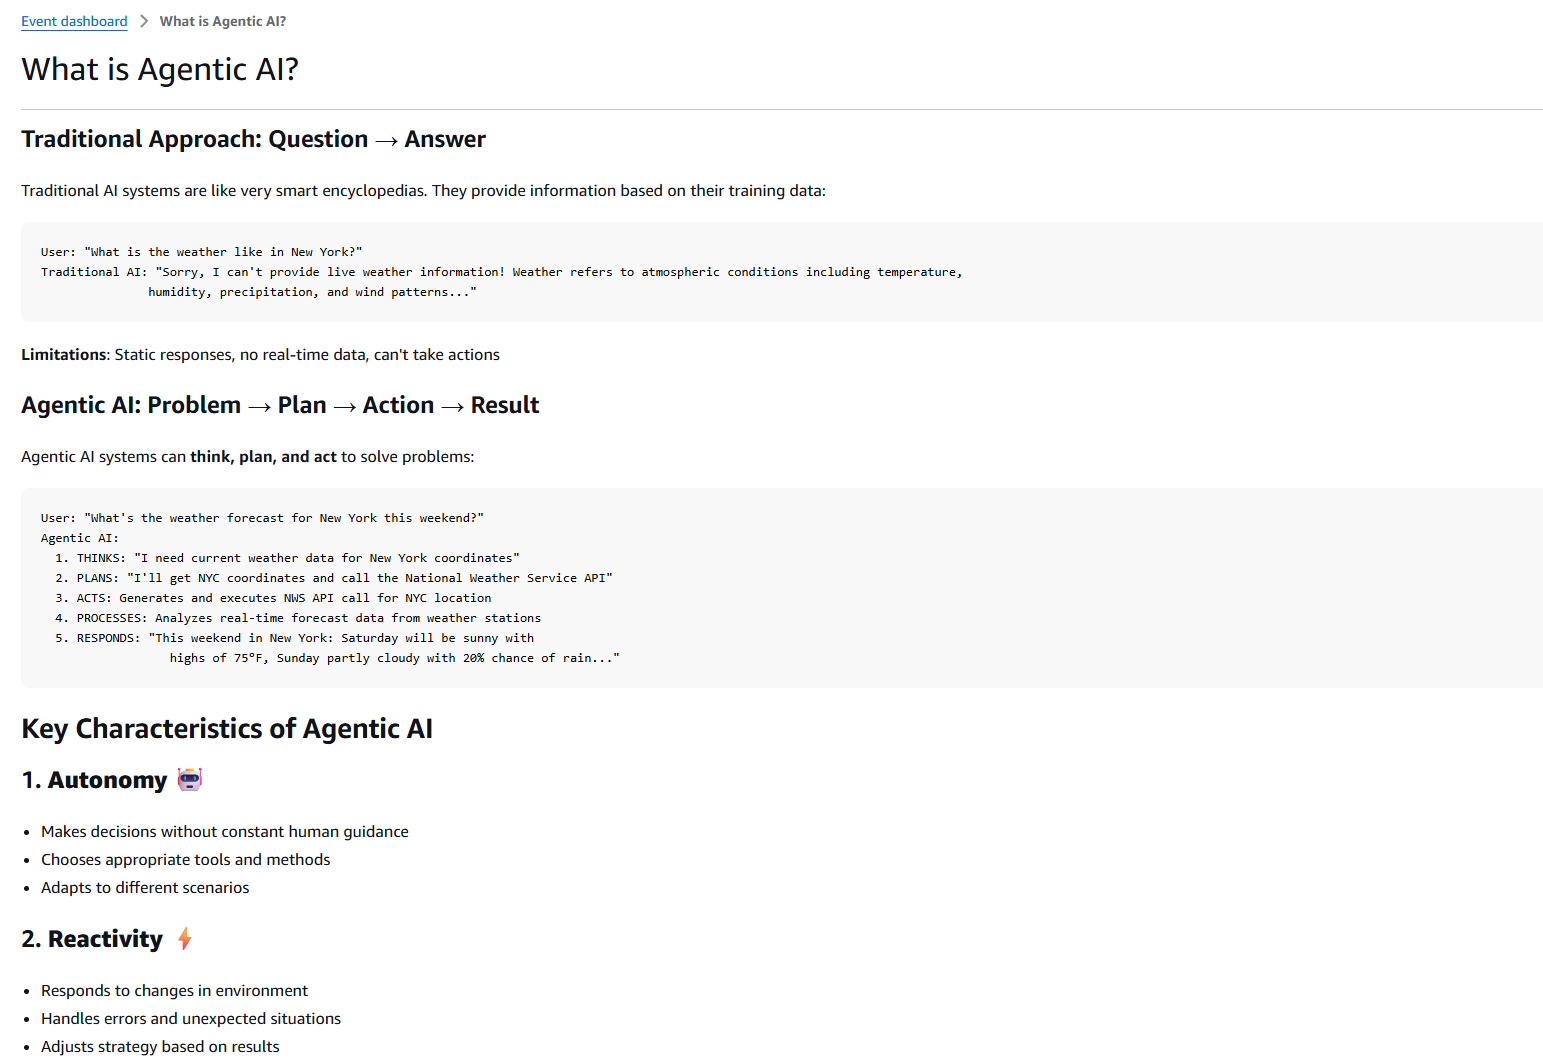 Event dashboard > What is Agentic AI?
What is Agentic AI?
Traditional Approach: Question → Answer
Traditional AI systems are like very smart encyclopedias. They provide information based on their training data:
User: "What is the weather like in New York?"
Traditional AI: "Sorry, I can't provide live weather information! Weather refers to atmospheric conditions including temperature,
humidity, precipitation, and wind patterns..."
Limitations: Static responses, no real-time data, can't take actions
Agentic AI: Problem → Plan → Action → Result
Agentic AI systems can think, plan, and act to solve problems:
User: "What's the weather forecast for New York this weekend?"
Agentic AI:
1. THINKS: "I need current weather data for New York coordinates"
2. PLANS: "I'll get NYC coordinates and call the National Weather Service API"
3. ACTS: Generates and executes NWS API call for NYC location
4. PROCESSES: Analyzes real-time forecast data from weather stations
5. RESPONDS: "This weekend in New York: Saturday will be sunny with
highs of 75°F, Sunday partly cloudy with 20% chance of rain..."
Key Characteristics of Agentic AI
1. Autonomy 🤖
• Makes decisions without constant human guidance
• Chooses appropriate tools and methods
• Adapts to different scenarios
2. Reactivity ⚡
• Responds to changes in environment
• Handles errors and unexpected situations
• Adjusts strategy based on results